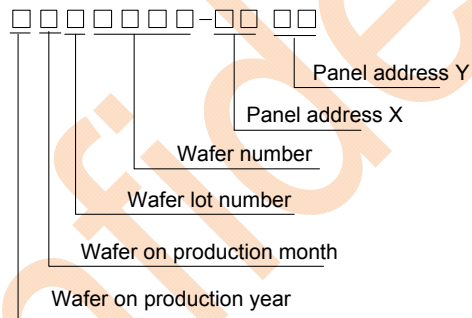 □□□□□□□-□□ □□
Panel address Y
Panel address X
Wafer number
Wafer lot number
Wafer on production month
Wafer on production year